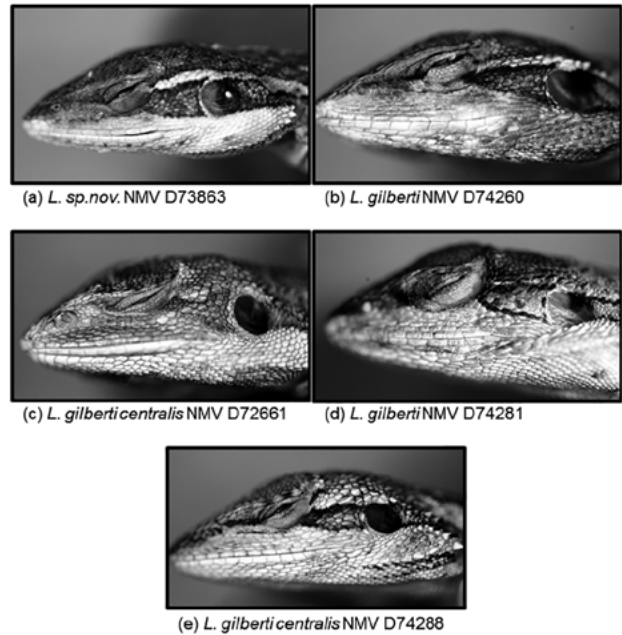 (a) L. sp.nov. NMV D73863
(b) L. gilberti NMV D74260
(c) L. gilberti centralis NMV D72661
(d) L. gilberti NMV D74281
(e) L. gilberti centralis NMV D74288